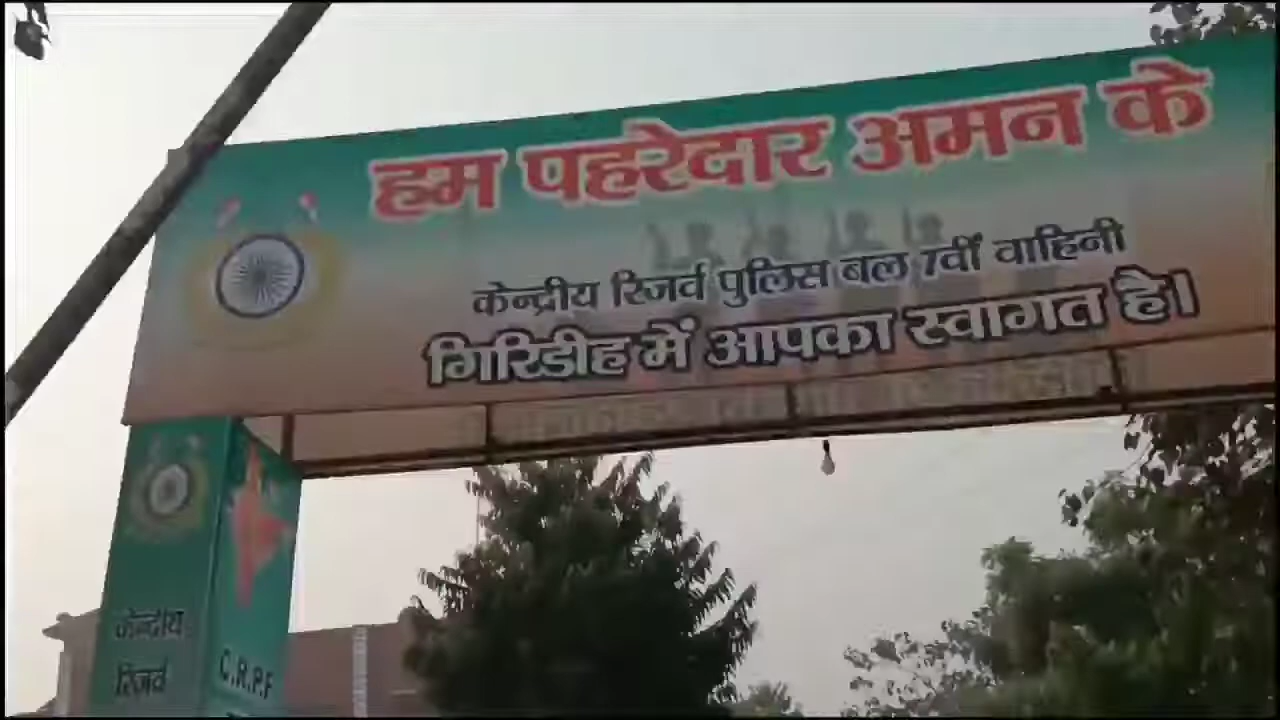 हम पहरेदार अमन के
केन्द्रीय रिजर्व पुलिस बल 7वीं वाहिनी
गिरिडीह में आपका स्वागत है।
केन्द्रीय
रिजर्व
C.R.P.F